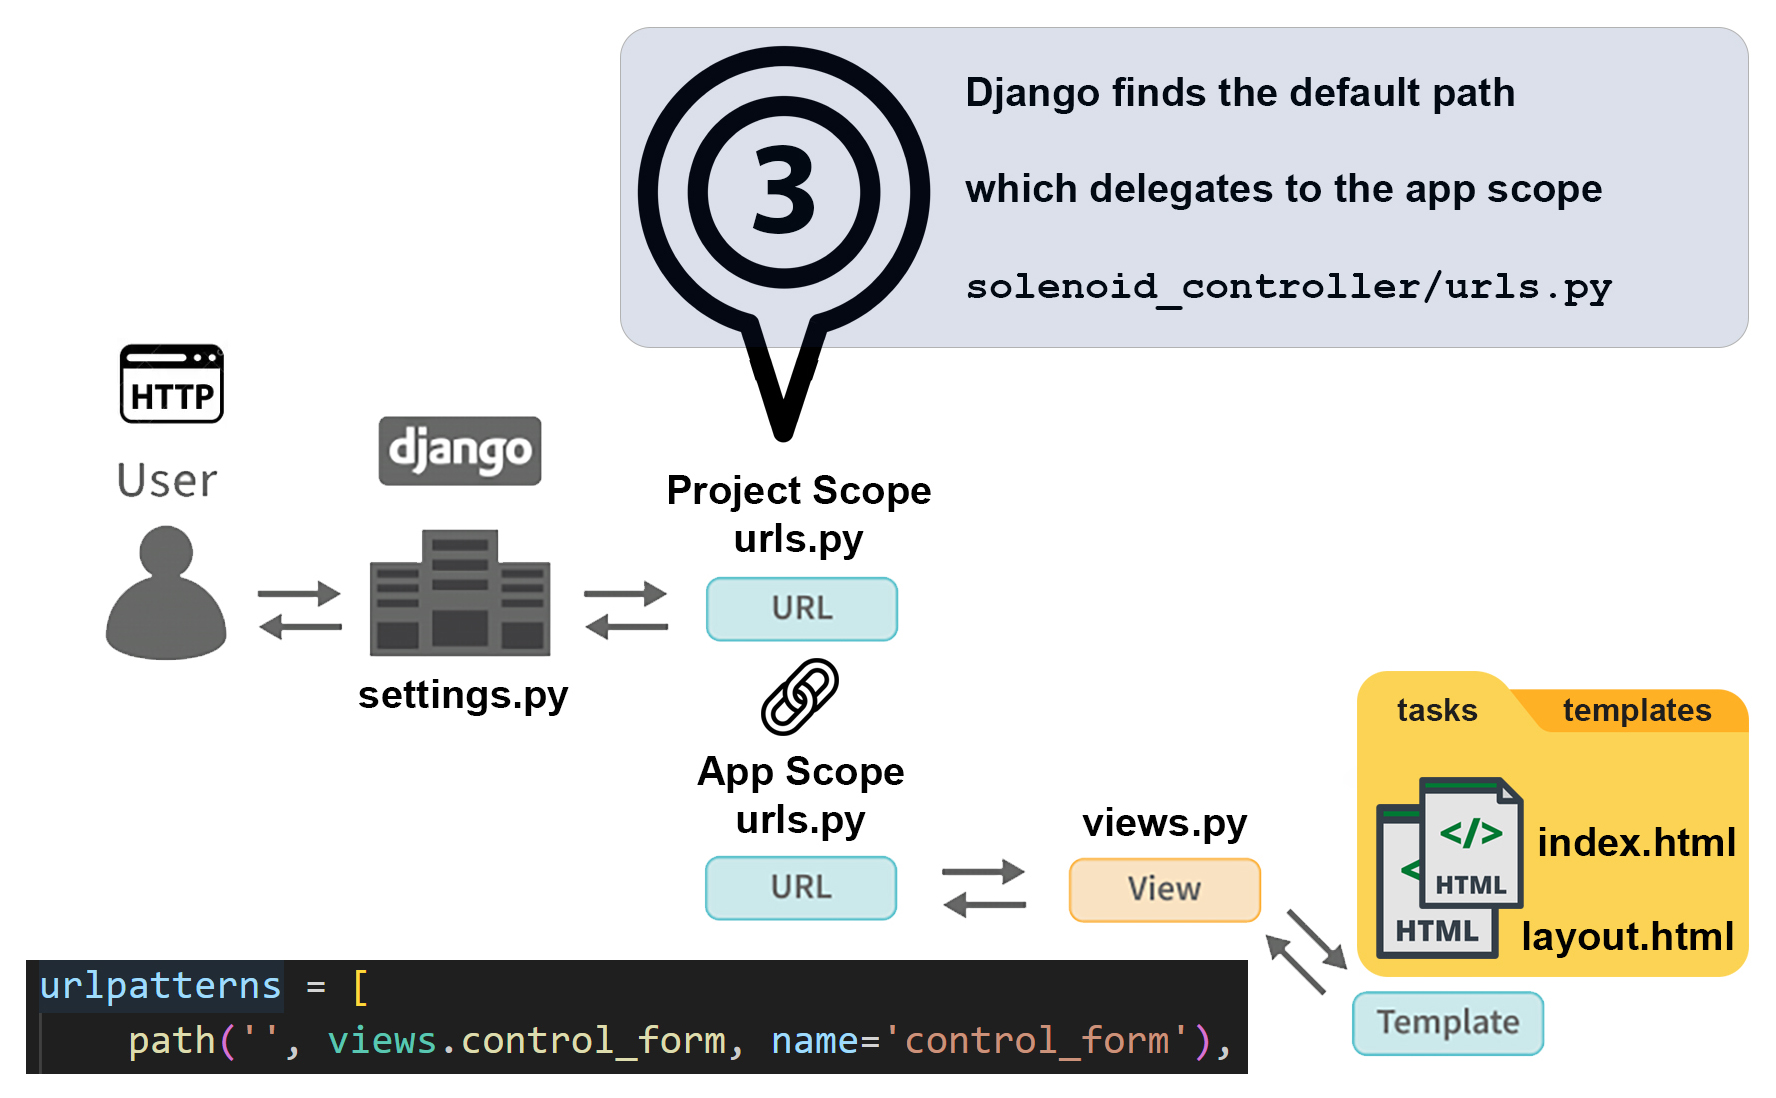 3
Django finds the default path
which delegates to the app scope
solenoid_controller/urls.py
HTTP
User
django
settings.py
Project Scope
urls.py
URL
App Scope
urls.py
URL
views.py
View
tasks
templates
</>
HTML
index.html
<
HTML
layout.html
Template
urlpatterns = [
path('', views.control_form, name='control_form'),